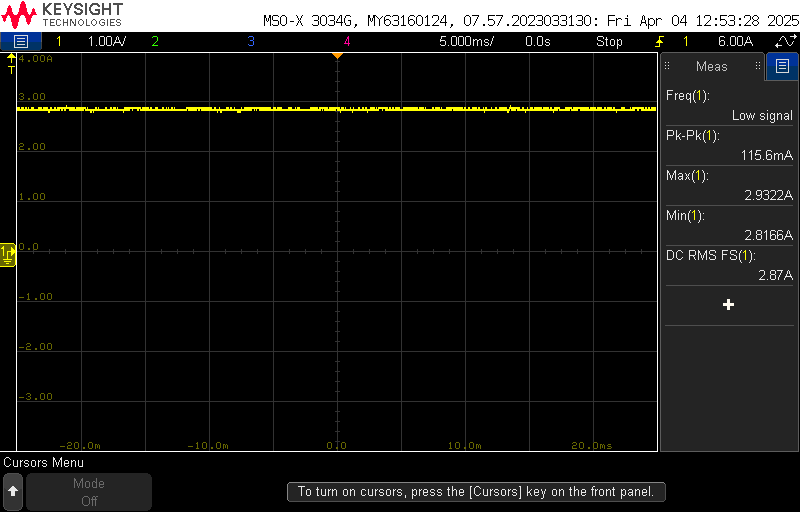 KEYSIGHT
TECHNOLOGIES
MSO-X 3034G, MY63160124, 07.57.2023033130: Fri Apr 04 12:53:28 2025
1 1.00A/ 2 3 4 5.000ms/ 0.0s Stop 1 6.00A
T
4.00A
3.00
2.00
1.00
0.0
-1.00
-2.00
-3.00
1
-20.0m -10.0m 0.0 10.0m 20.0ms
Meas
Freq(1):
Low signal
Pk-Pk(1):
115.6mA
Max(1):
2.9322A
Min(1):
2.8166A
DC RMS FS(1):
2.87A
Cursors Menu
Mode
Off
To turn on cursors, press the [Cursors] key on the front panel.